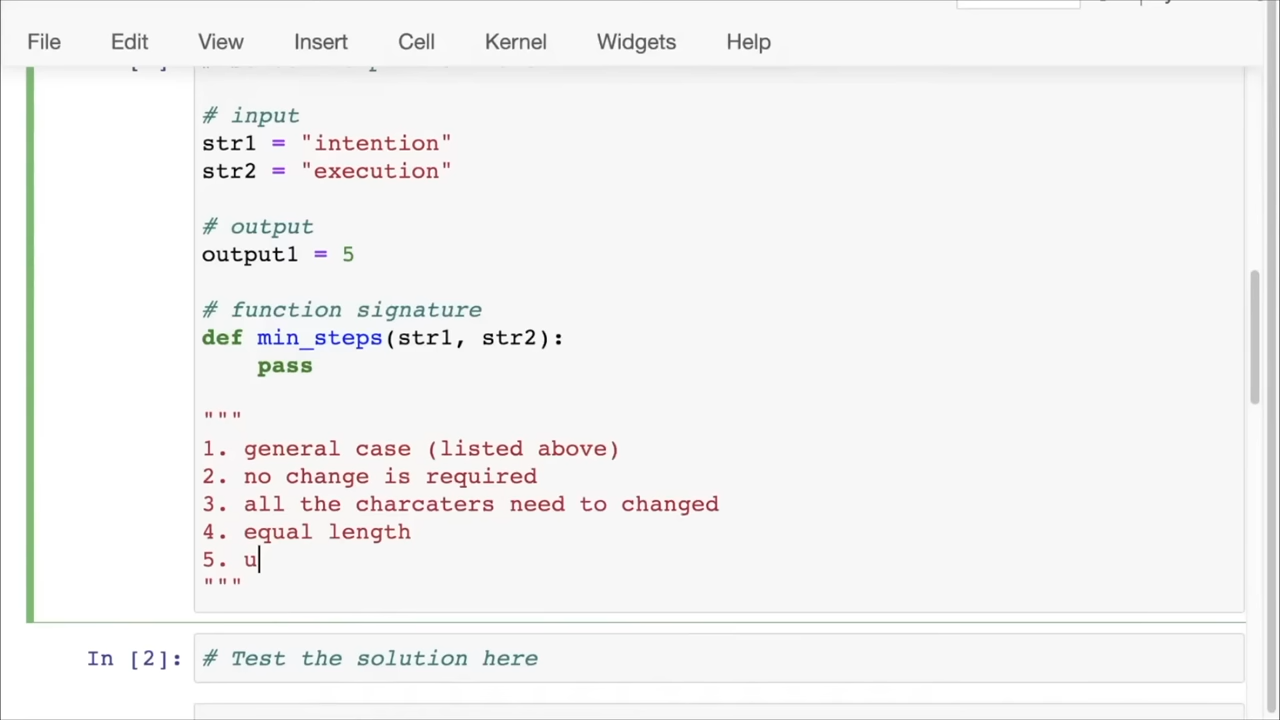 File Edit View Insert Cell Kernel Widgets Help
# input
str1 = "intention"
str2 = "execution"
# output
output1 = 5
# function signature
def min_steps(str1, str2):
pass
"""
1. general case (listed above)
2. no change is required
3. all the charcaters need to changed
4. equal length
5. u
"""
In [2]: # Test the solution here